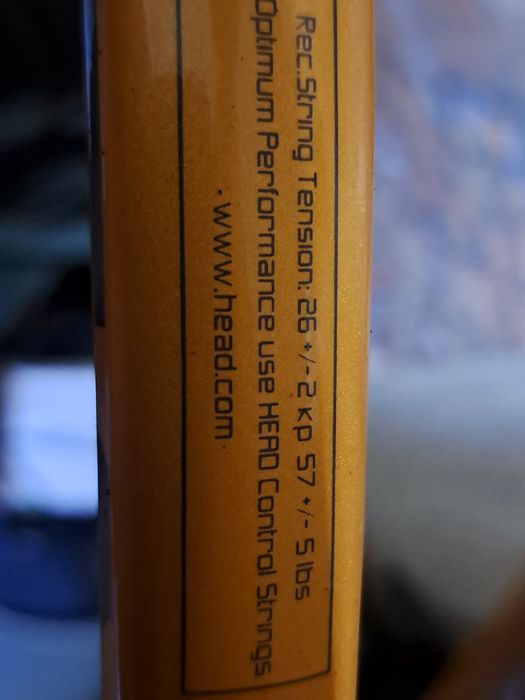 Rec.String Tension: 26 +/-2 kp 57 +/- 5 lbs
Optimum Performance use HEAD Control Strings
· www.head.com ·